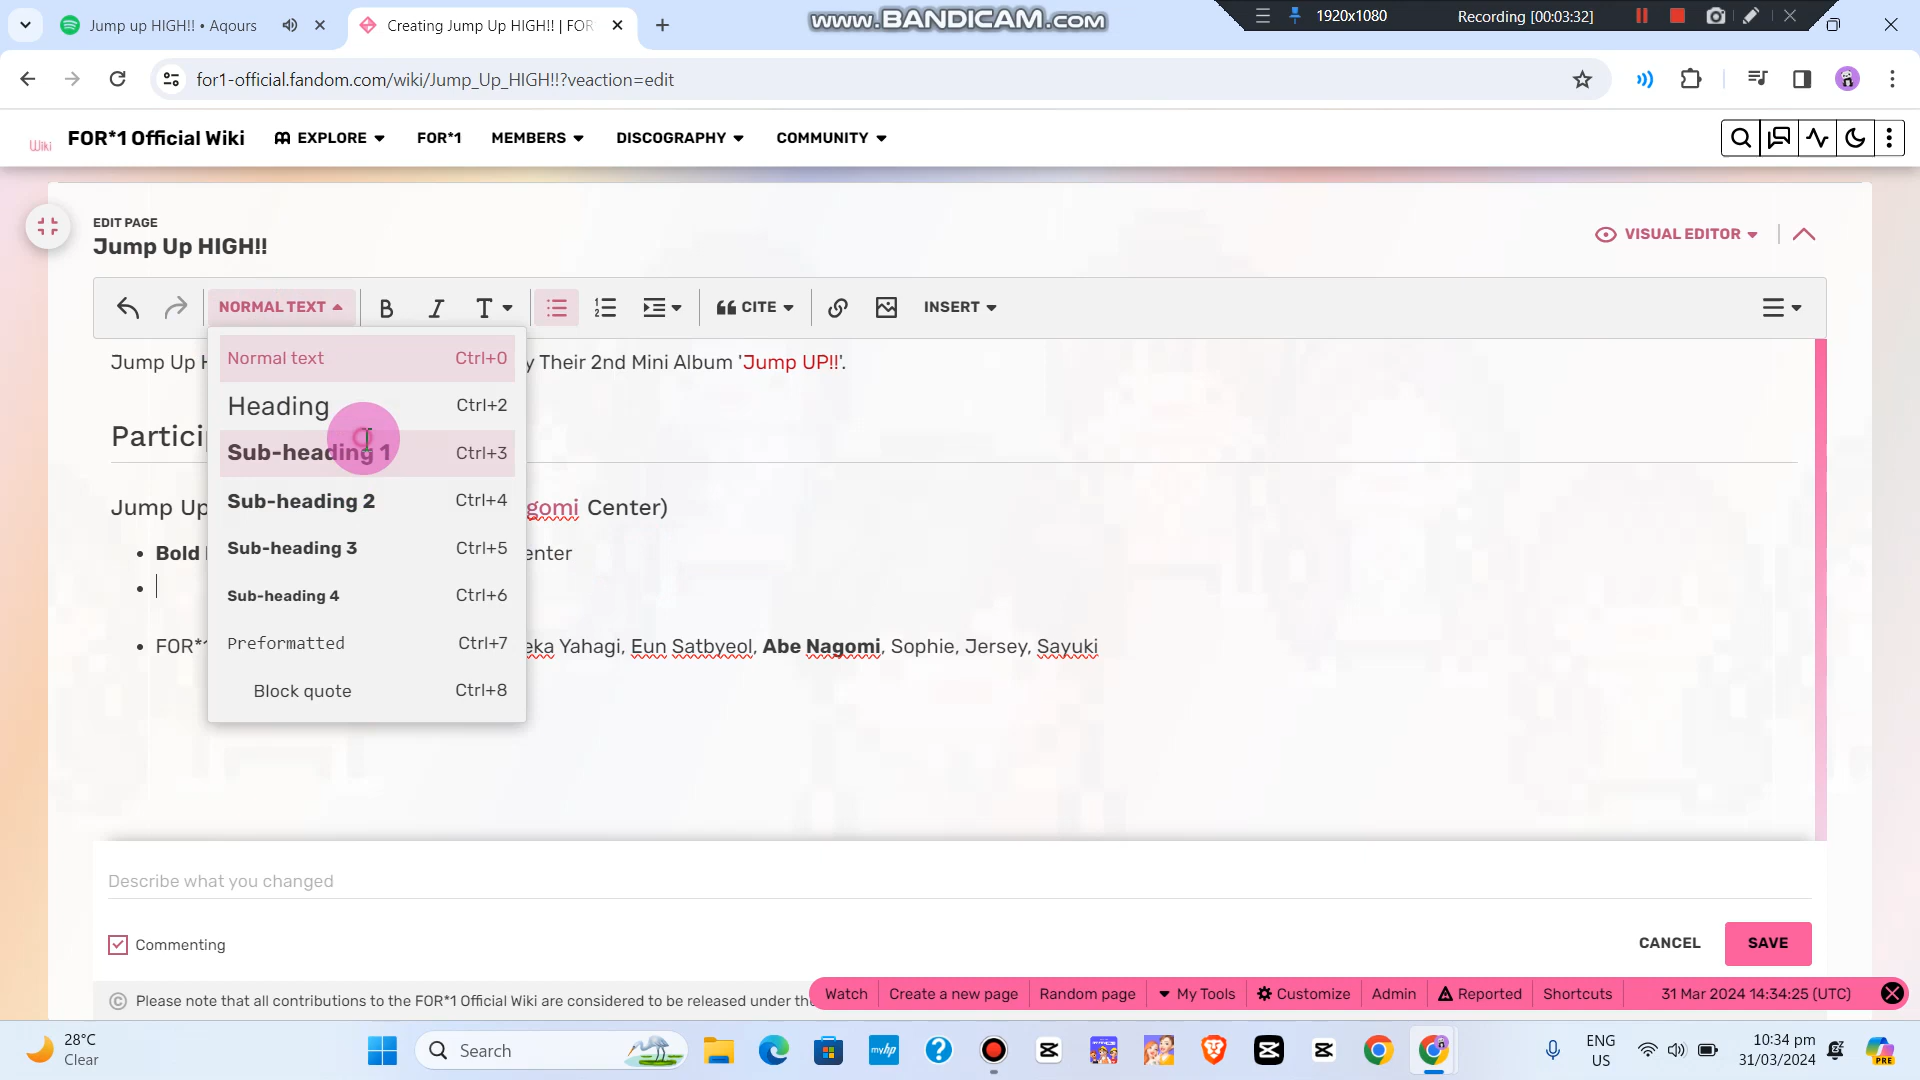 Jump up HIGH!! • Aqours
Creating Jump Up HIGH!! | FOR
www.BANDICAM.com
1920x1080
Recording [00:03:32]
for1-official.fandom.com/wiki/Jump_Up_HIGH!!?veaction=edit
Wiki
FOR*1 Official Wiki
EXPLORE
FOR*1
MEMBERS
DISCOGRAPHY
COMMUNITY
EDIT PAGE
Jump Up HIGH!!
VISUAL EDITOR
NORMAL TEXT
B
I
T
CITE
INSERT
Jump Up H
y Their 2nd Mini Album 'Jump UP!!'.
Normal text Ctrl+0
Heading Ctrl+2
Partici
Sub-heading 1 Ctrl+3
Sub-heading 2 Ctrl+4
Jump Up
gomi Center)
Sub-heading 3 Ctrl+5
• Bold
enter
•
Sub-heading 4 Ctrl+6
Preformatted Ctrl+7
• FOR*1
eka Yahagi, Eun Satbyeol, Abe Nagomi, Sophie, Jersey, Sayuki
Block quote Ctrl+8
Describe what you changed
Commenting
CANCEL
SAVE
Please note that all contributions to the FOR*1 Official Wiki are considered to be released under the
Watch
Create a new page
Random page
My Tools
Customize
Admin
Reported
Shortcuts
31 Mar 2024 14:34:25 (UTC)
28°C
Clear
Search
myhp
ENG
US
10:34 pm
31/03/2024
PRE